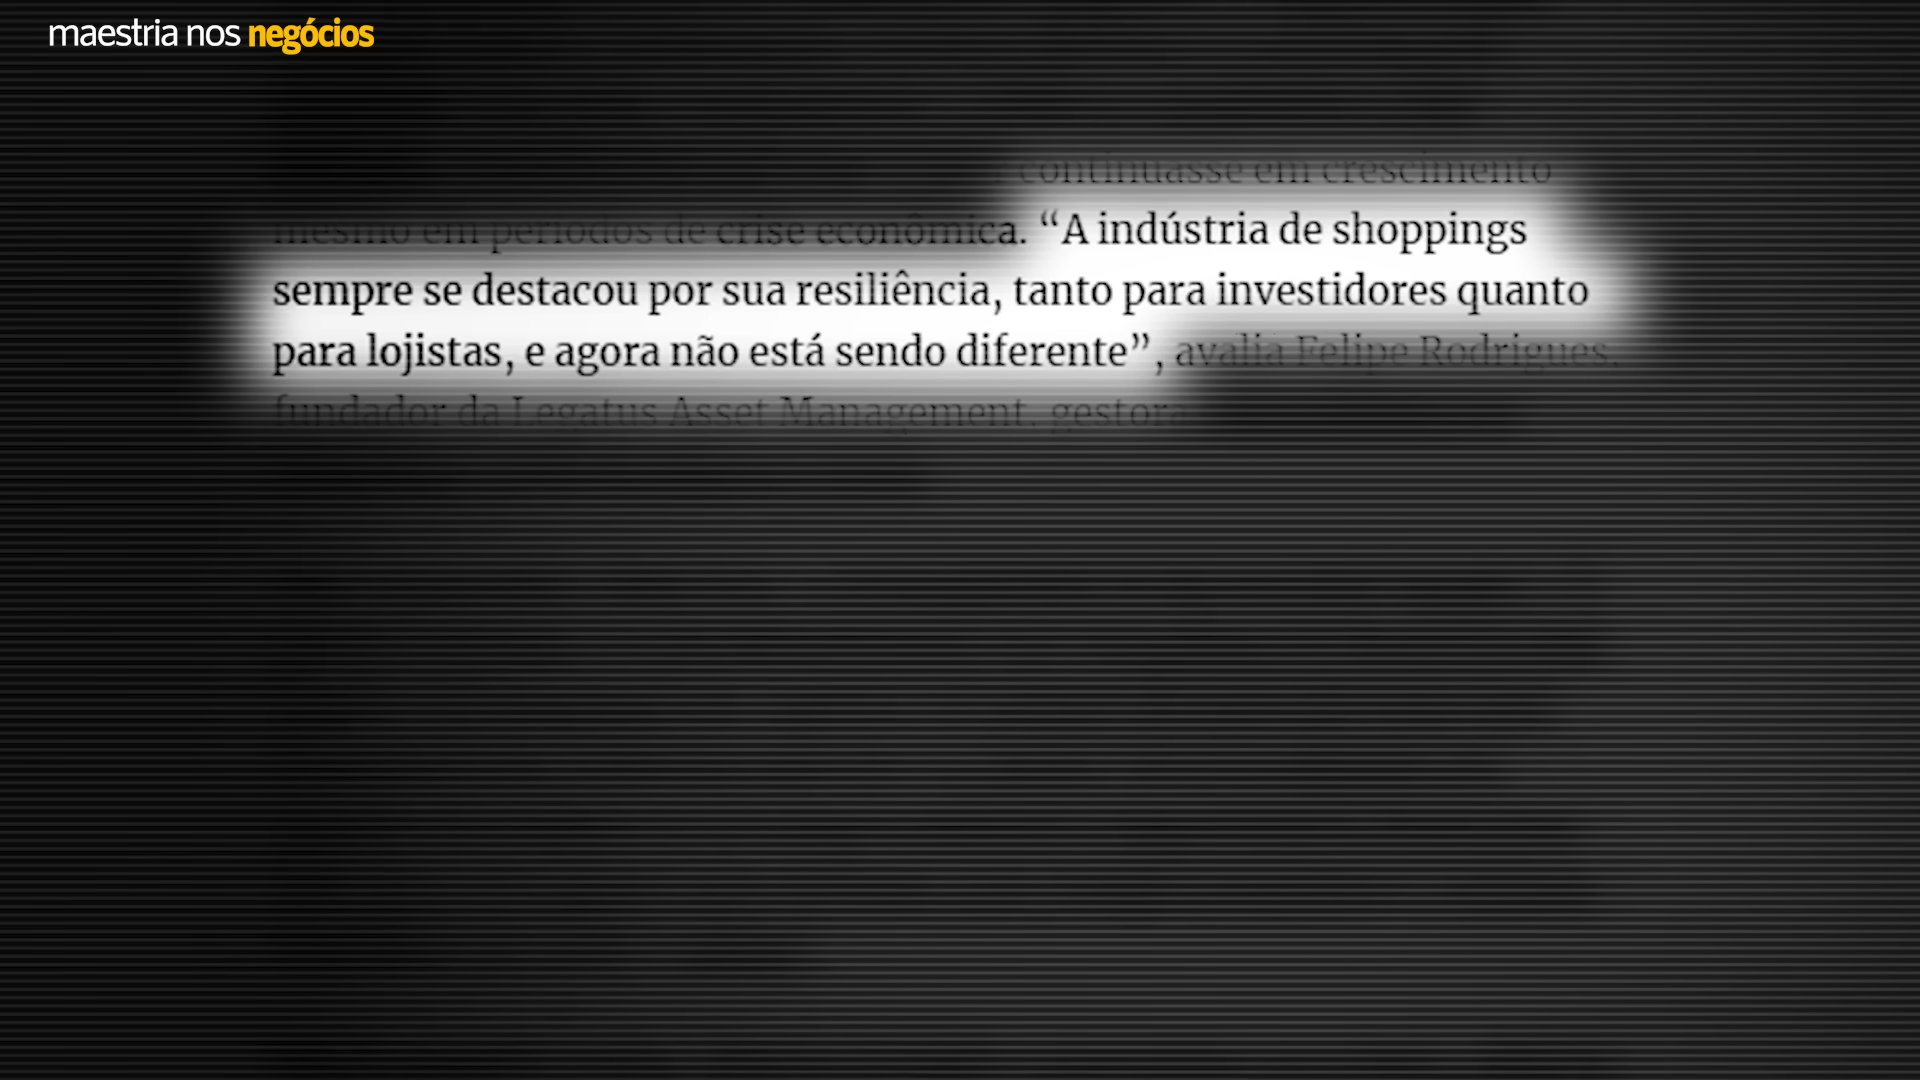 maestria nos negócios
continuasse em crescimento
mesmo em períodos de crise econômica. “A indústria de shoppings
sempre se destacou por sua resiliência, tanto para investidores quanto
para lojistas, e agora não está sendo diferente”, avalia Felipe Rodrigues,
fundador da Legatus Asset Management, gestora